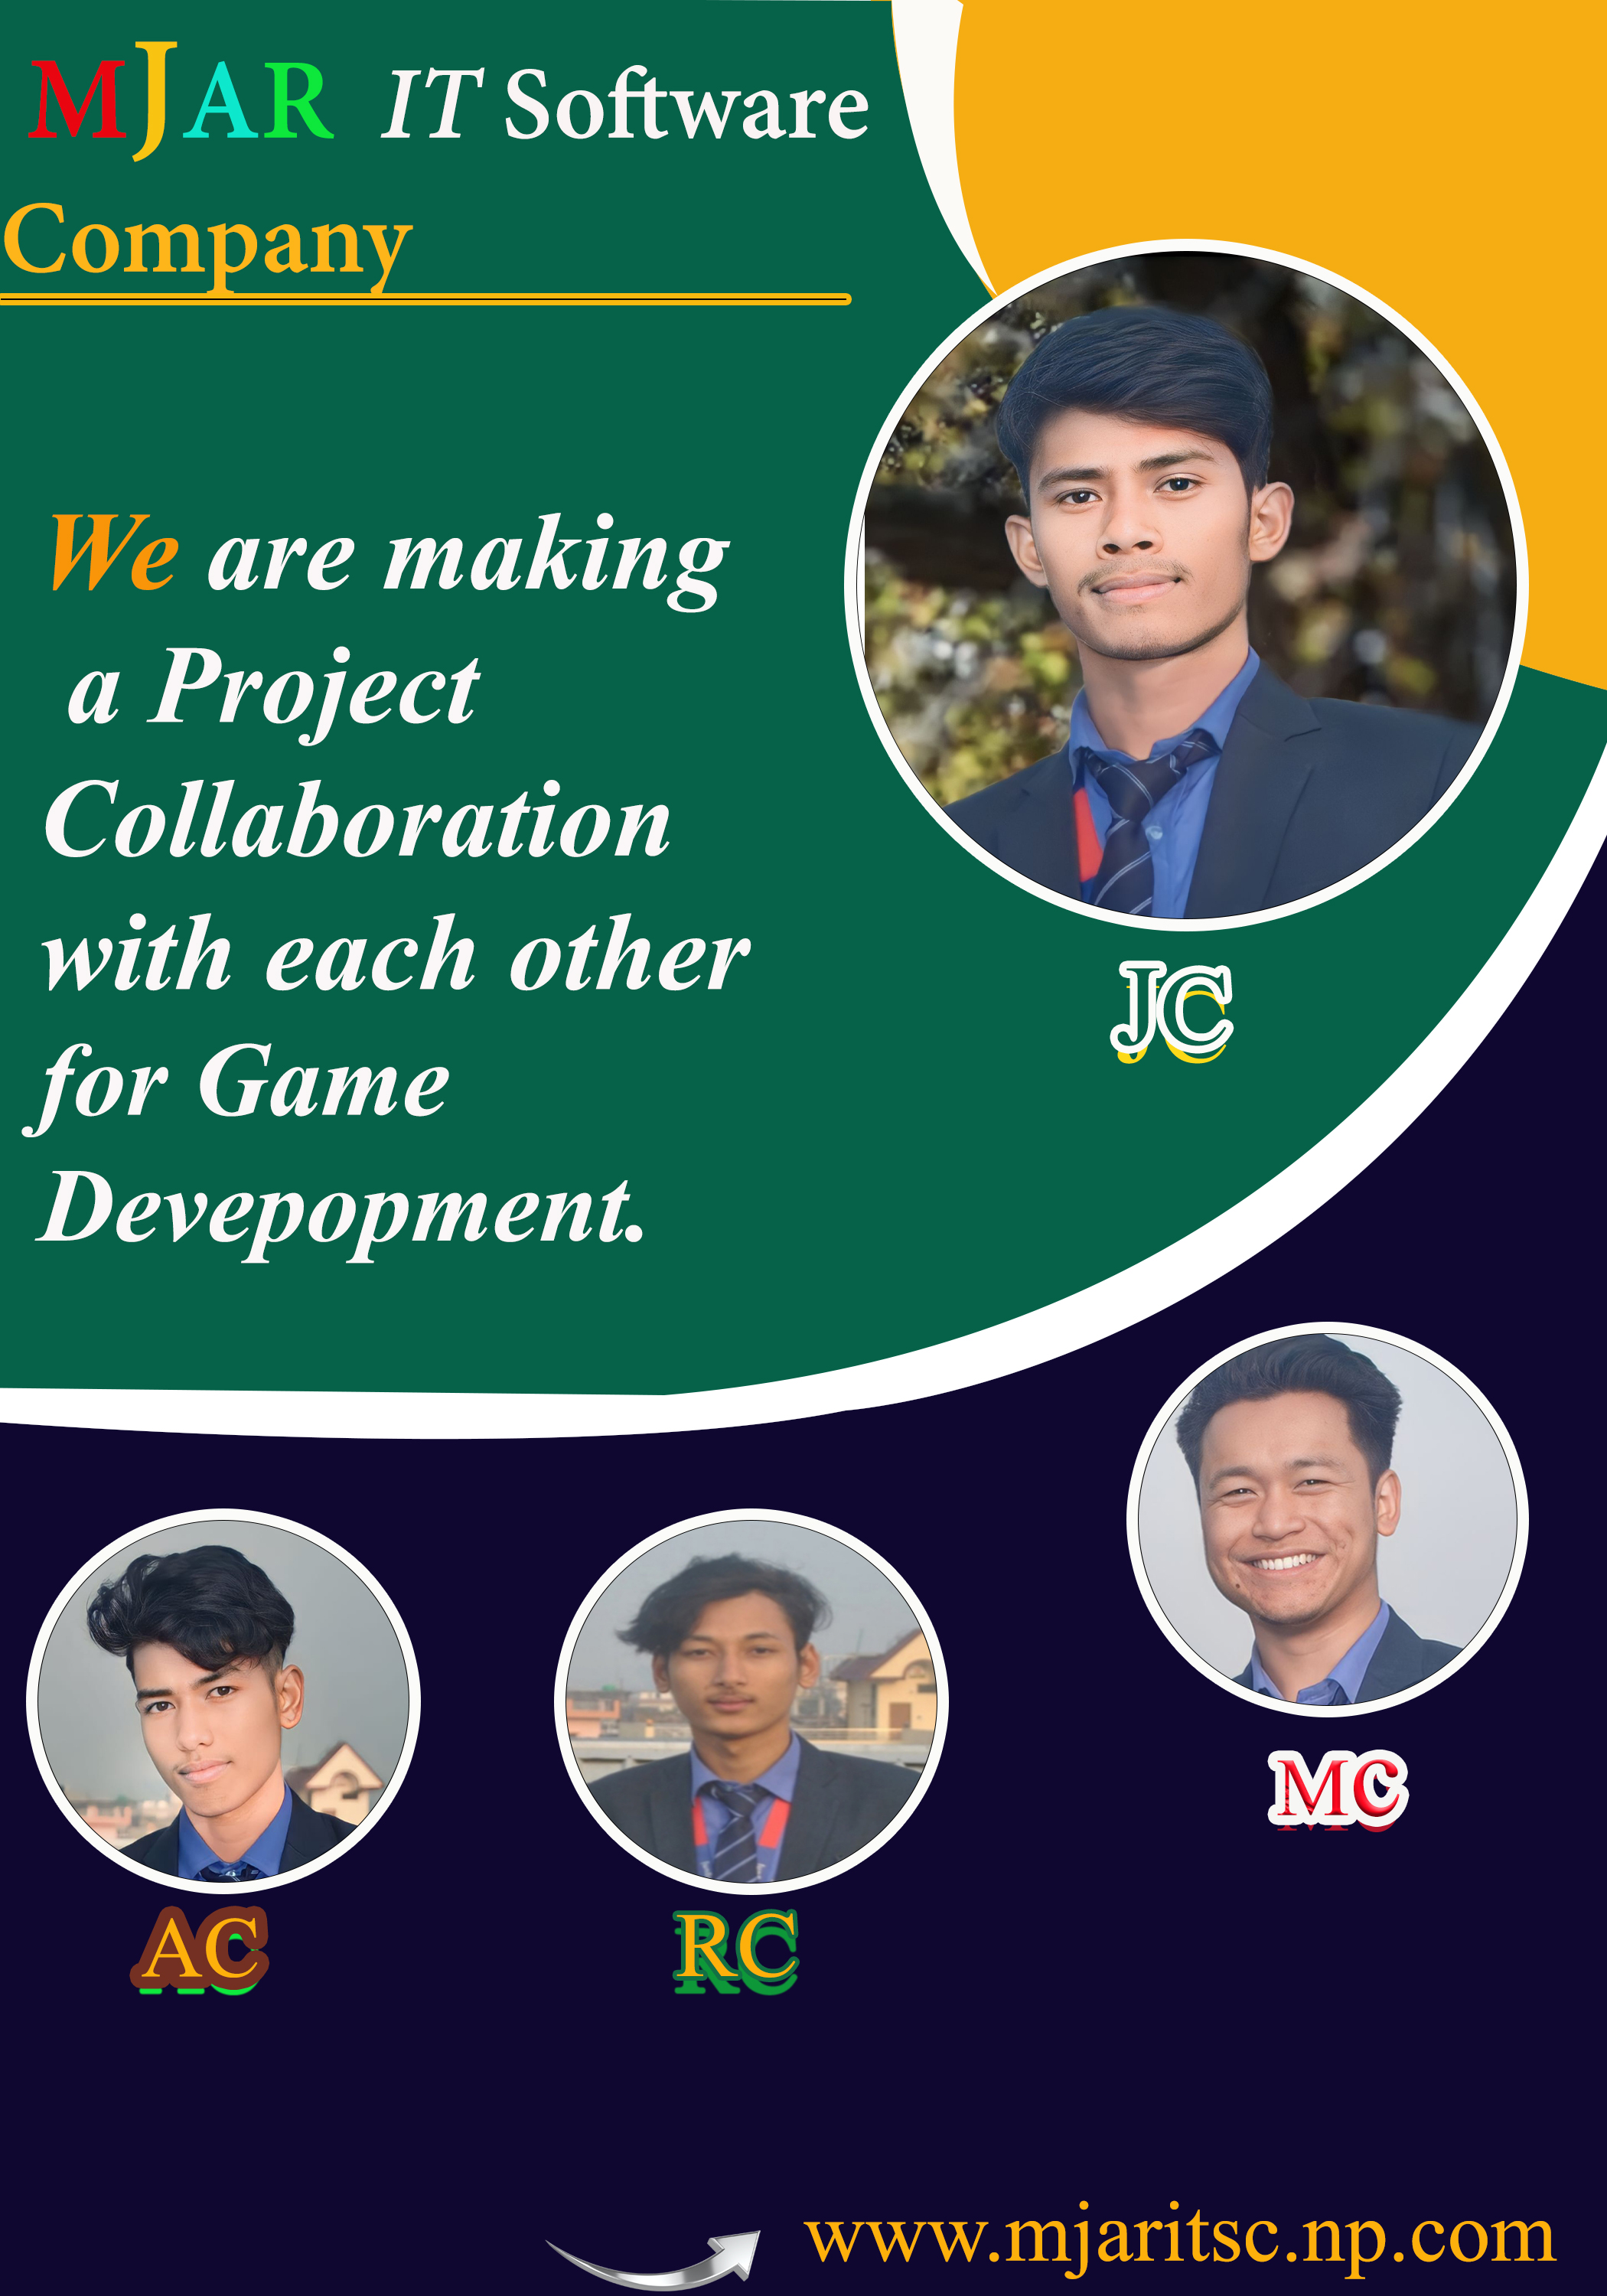 MJAR IT Software
Company
We are making
a Project
Collaboration
with each other
for Game
Devepopment.
JC
MC
AC
RC
www.mjaritsc.np.com